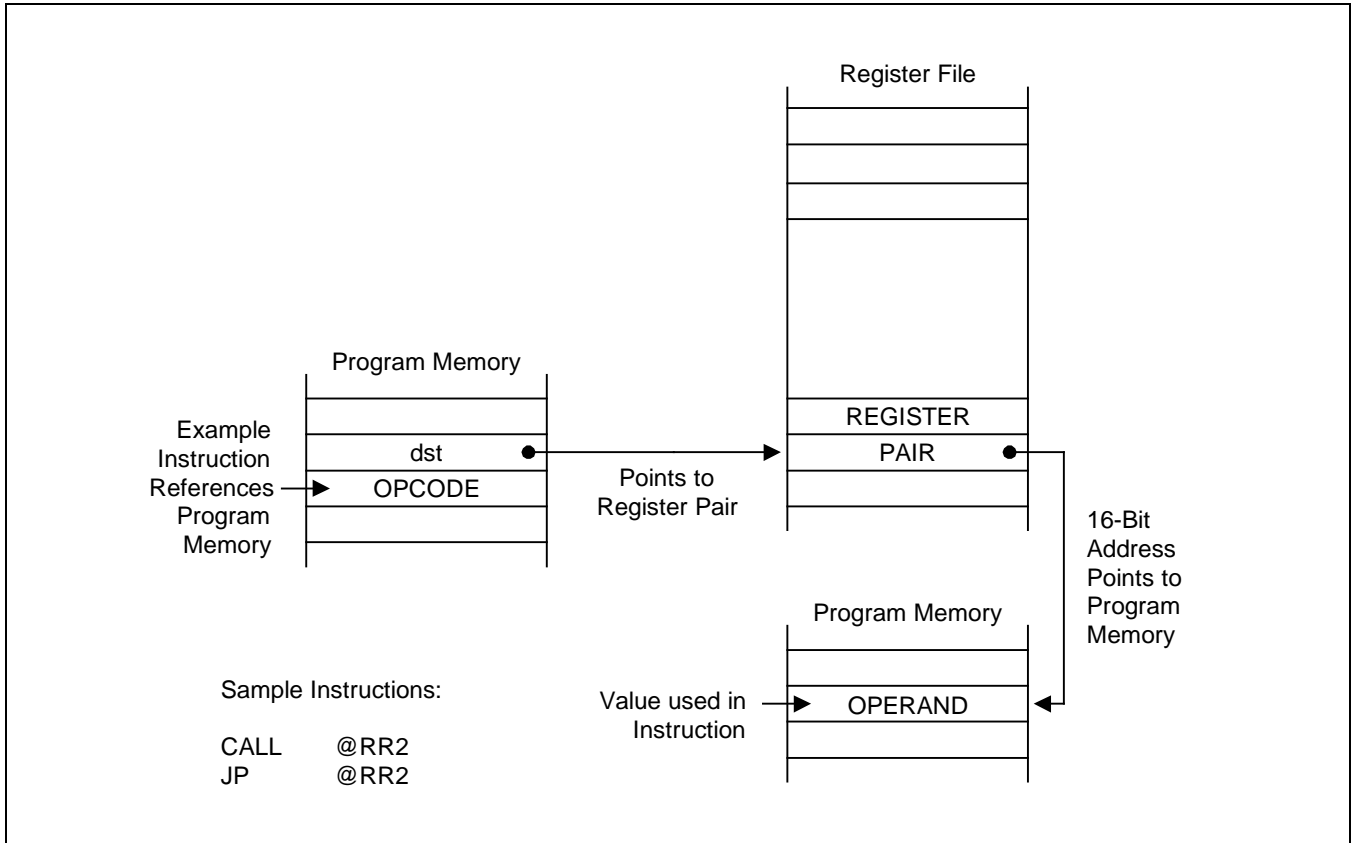 Register File
Program Memory
REGISTER
Example
Instruction
References
Program
Memory
dst
PAIR
OPCODE
Points to
Register Pair
16-Bit
Address
Points to
Program
Memory
Program Memory
Sample Instructions:
Value used in
Instruction
OPERAND
CALL @RR2
JP @RR2